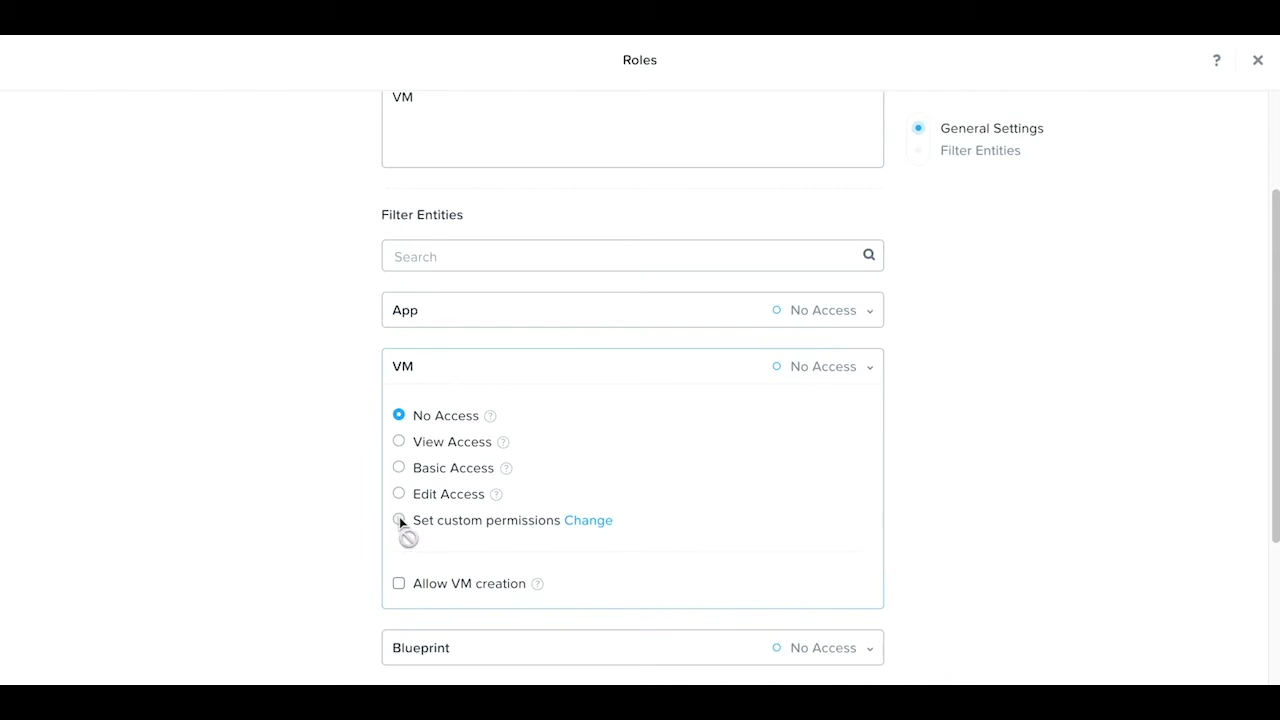 Roles
?
VM
General Settings
Filter Entities
Filter Entities
Search
App No Access
VM No Access
No Access ?
View Access ?
Basic Access ?
Edit Access ?
Set custom permissions Change
Allow VM creation ?
Blueprint No Access